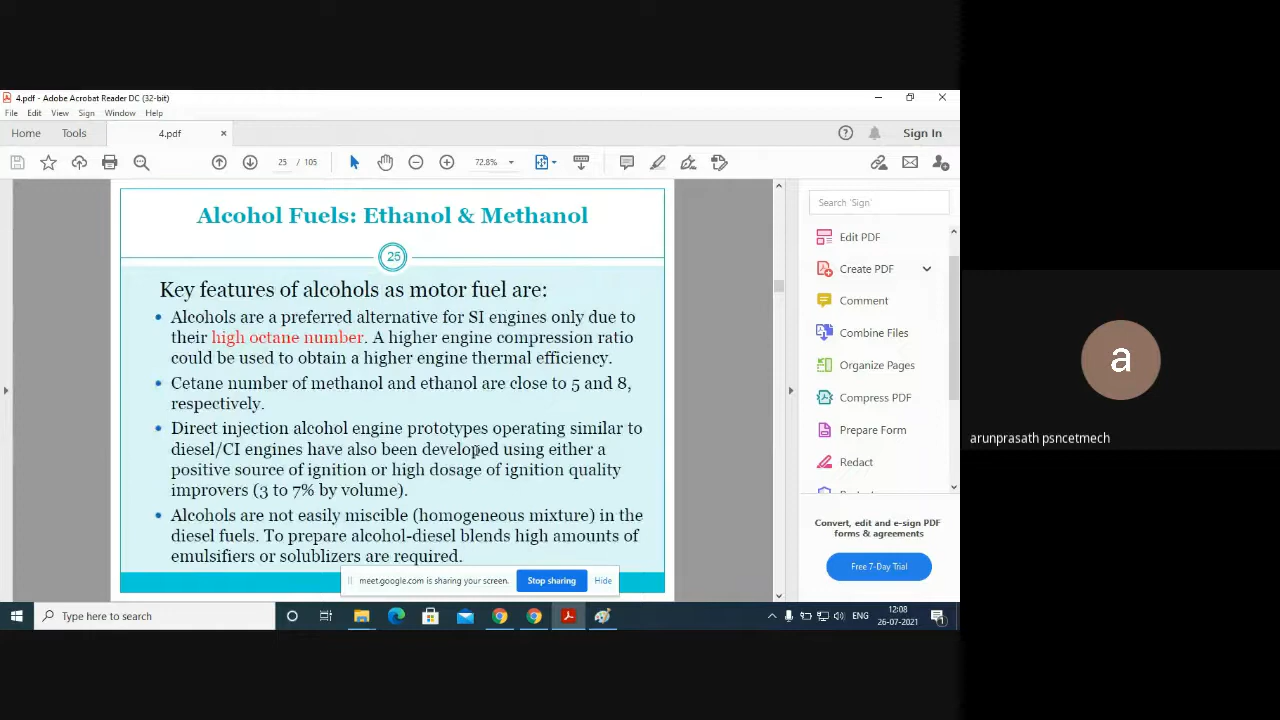 4.pdf - Adobe Acrobat Reader DC (32-bit)
File Edit View Sign Window Help
Home Tools 4.pdf × Sign In
25 / 105 72.8%
Alcohol Fuels: Ethanol & Methanol
25
Key features of alcohols as motor fuel are:
• Alcohols are a preferred alternative for SI engines only due to
their high octane number. A higher engine compression ratio
could be used to obtain a higher engine thermal efficiency.
• Cetane number of methanol and ethanol are close to 5 and 8,
respectively.
• Direct injection alcohol engine prototypes operating similar to
diesel/CI engines have also been developed using either a
positive source of ignition or high dosage of ignition quality
improvers (3 to 7% by volume).
• Alcohols are not easily miscible (homogeneous mixture) in the
diesel fuels. To prepare alcohol-diesel blends high amounts of
emulsifiers or solublizers are required.
Search 'Sign'
Edit PDF
Create PDF
Comment
Combine Files
Organize Pages
Compress PDF
Prepare Form
Redact
Convert, edit and e-sign PDF
forms & agreements
Free 7-Day Trial
meet.google.com is sharing your screen. Stop sharing Hide
Type here to search
ENG
12:08
26-07-2021
1
a
arunprasath psncetmech